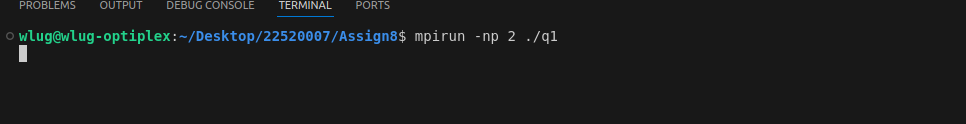 PROBLEMS OUTPUT DEBUG CONSOLE TERMINAL PORTS
wlug@wlug-optiplex:~/Desktop/22520007/Assign8$ mpirun -np 2 ./q1